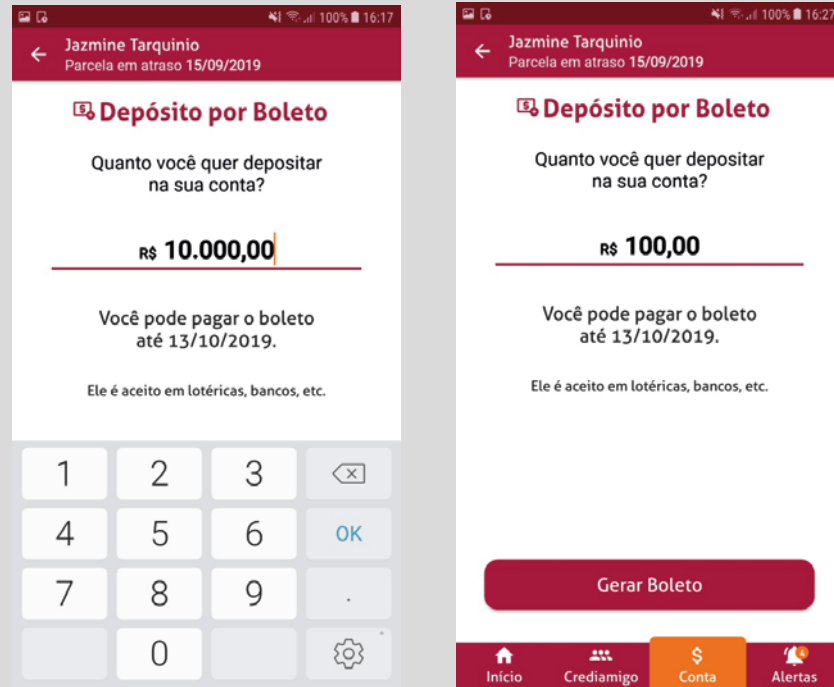 100% 16:17
Jazmine Tarquinio
Parcela em atraso 15/09/2019
Depósito por Boleto
Quanto você quer depositar
na sua conta?
R$ 10.000,00
Você pode pagar o boleto
até 13/10/2019.
Ele é aceito em lotéricas, bancos, etc.
1 2 3
4 5 6 OK
7 8 9 .
0
100% 16:27
Jazmine Tarquinio
Parcela em atraso 15/09/2019
Depósito por Boleto
Quanto você quer depositar
na sua conta?
R$ 100,00
Você pode pagar o boleto
até 13/10/2019.
Ele é aceito em lotéricas, bancos, etc.
Gerar Boleto
$ 4
Início Crediamigo Conta Alertas